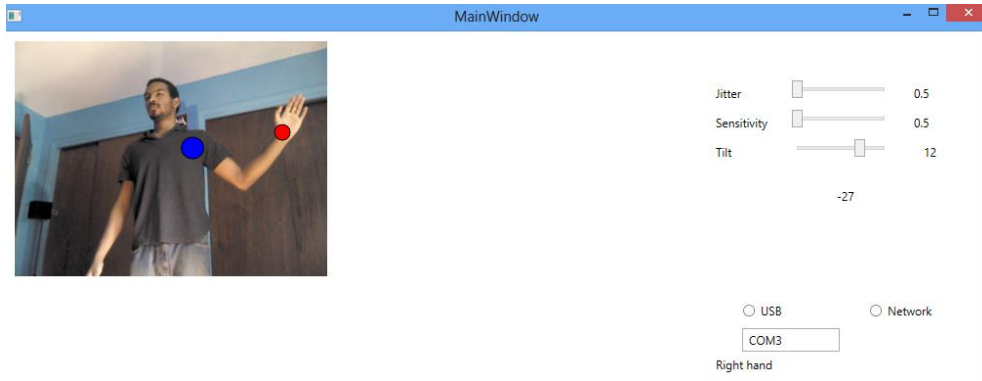 MainWindow
Jitter 0.5
Sensitivity 0.5
Tilt 12
-27
USB Network
COM3
Right hand